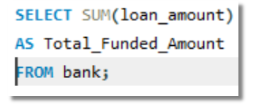 SELECT SUM(loan_amount)
AS Total_Funded_Amount
FROM bank;